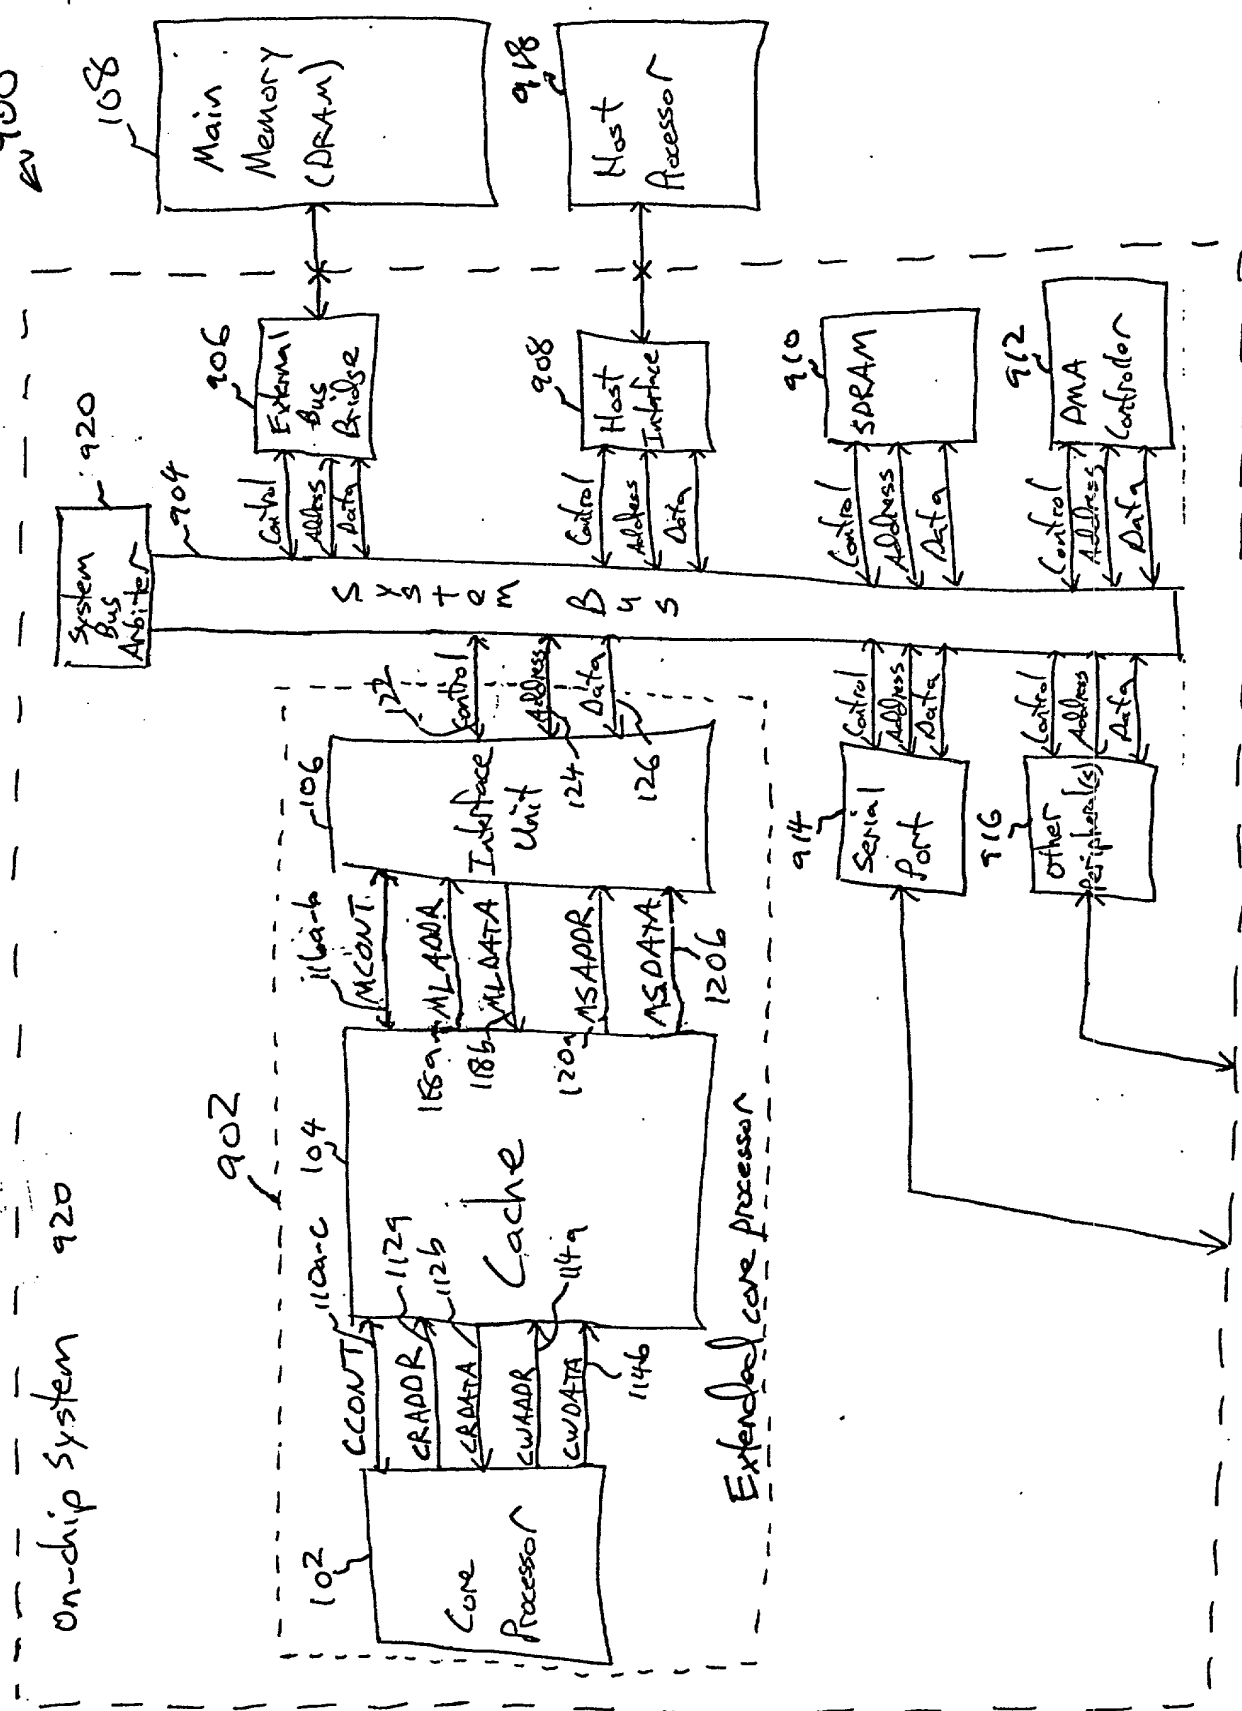 900
On-chip System 920
System
Bus
Arbiter
920
904
System Bus
108
Main
Memory
(DRAM)
906
External
Bus
Bridge
Control
Address
Data
918
Host
Processor
908
Host
Interface
Control
Address
Data
910
SDRAM
Control
Address
Data
912
DMA
Controller
Control
Address
Data
902
102
Core
Processor
CCONT
110a-c
CRADDR
112a
CRDATA
112b
CWADDR
114a
CWDATA
114b
104
Cache
116a-b
MCONT
118a
MLADDR
118b
MLDATA
120a
MSADDR
MSDATA
120b
106
Interface
Unit
122
Control
Address
124
Data
126
Extended core processor
914
Serial
Port
Control
Address
Data
916
Other
Peripheral(s)
Control
Address
Data